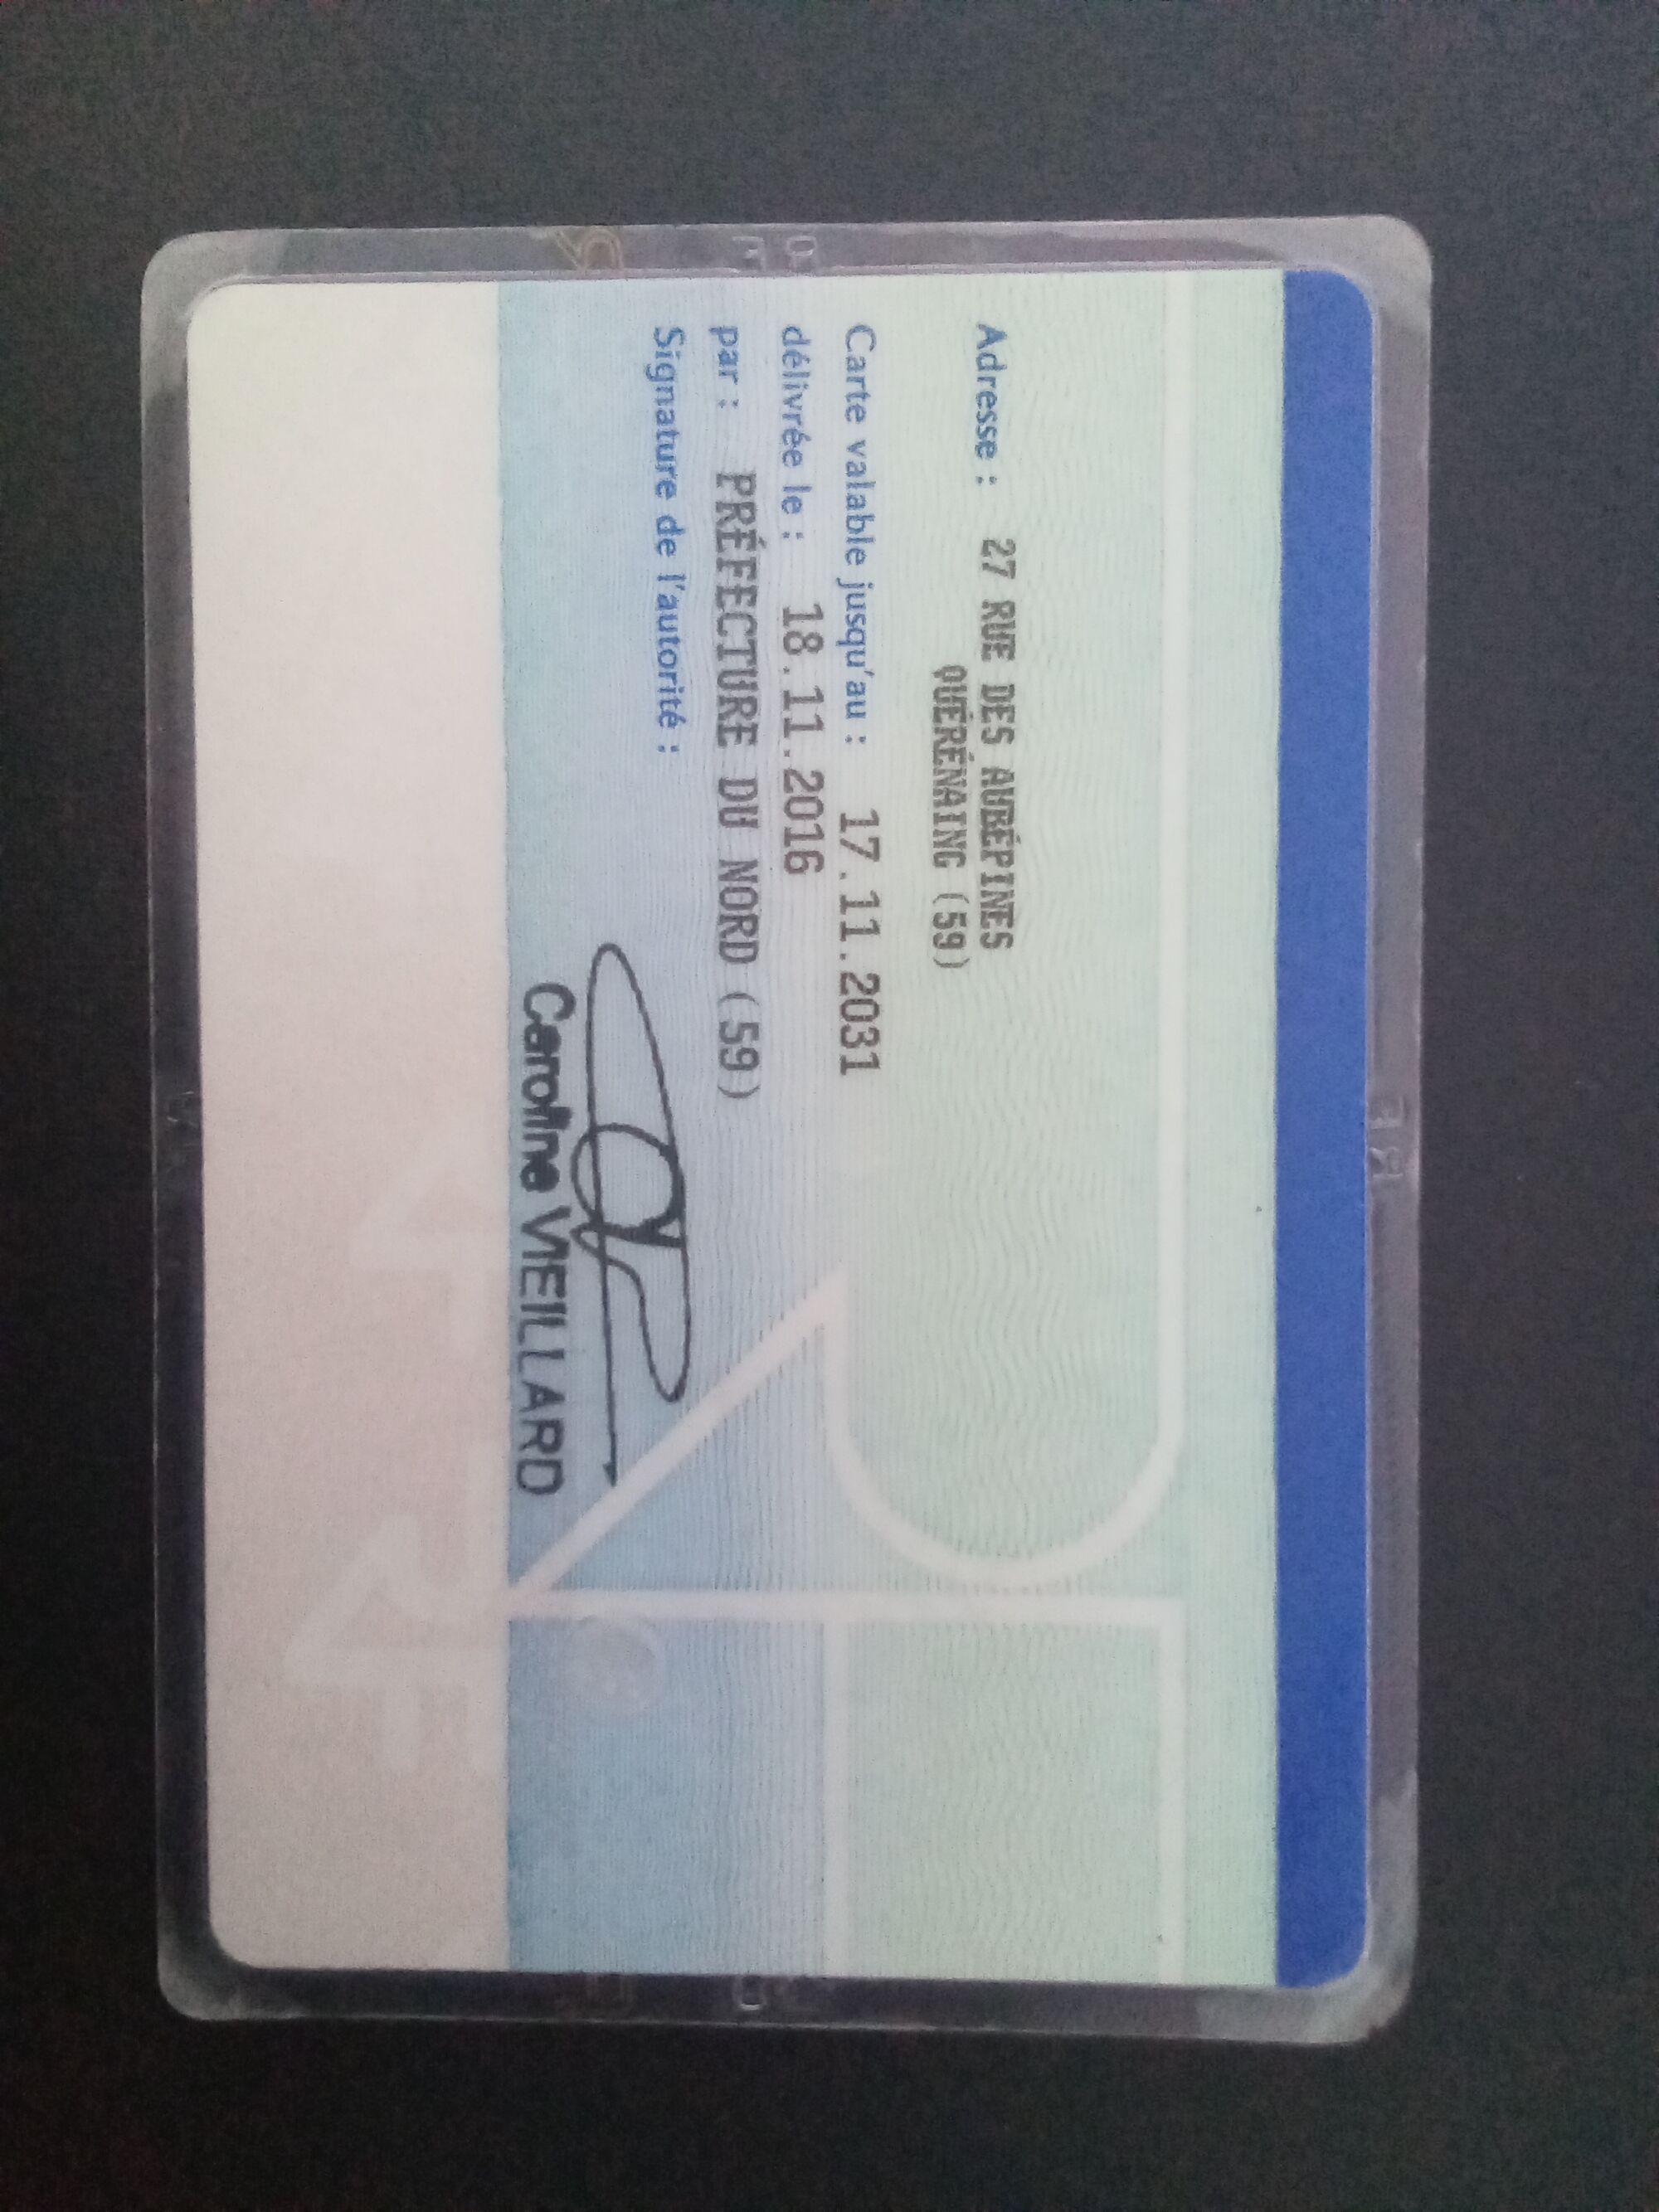 Adresse : 27 RUE DES AUBÉPINES
QUÉRÉNAING (59)
Carte valable jusqu'au : 17.11.2031
délivrée le : 18.11.2016
par : PRÉFECTURE DU NORD (59)
Signature de l'autorité :
Caroline VIEILLARD